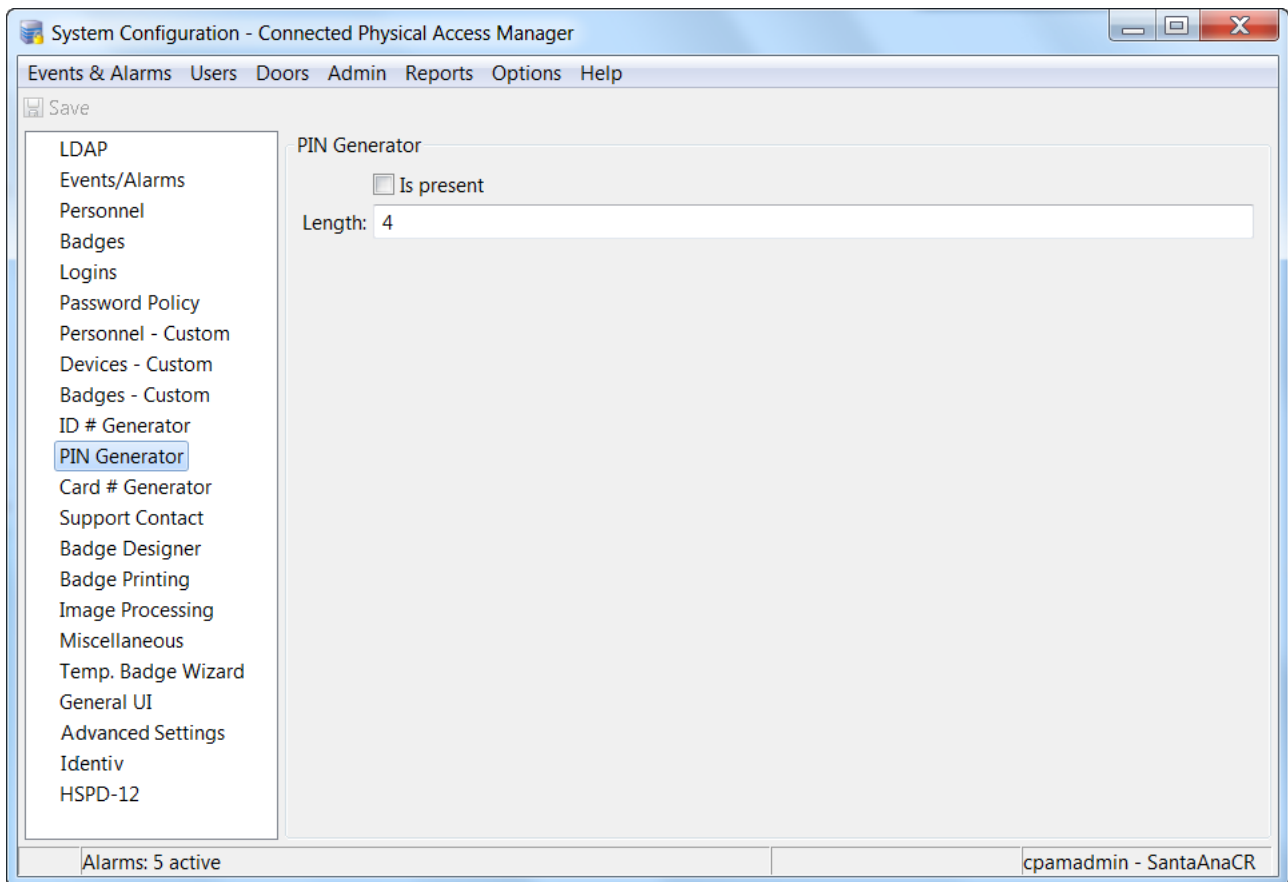 System Configuration - Connected Physical Access Manager
Events & Alarms Users Doors Admin Reports Options Help
Save
LDAP
Events/Alarms
Personnel
Badges
Logins
Password Policy
Personnel - Custom
Devices - Custom
Badges - Custom
ID # Generator
PIN Generator
Card # Generator
Support Contact
Badge Designer
Badge Printing
Image Processing
Miscellaneous
Temp. Badge Wizard
General UI
Advanced Settings
Identiv
HSPD-12
PIN Generator
Is present
Length: 4
Alarms: 5 active
cpamadmin - SantaAnaCR